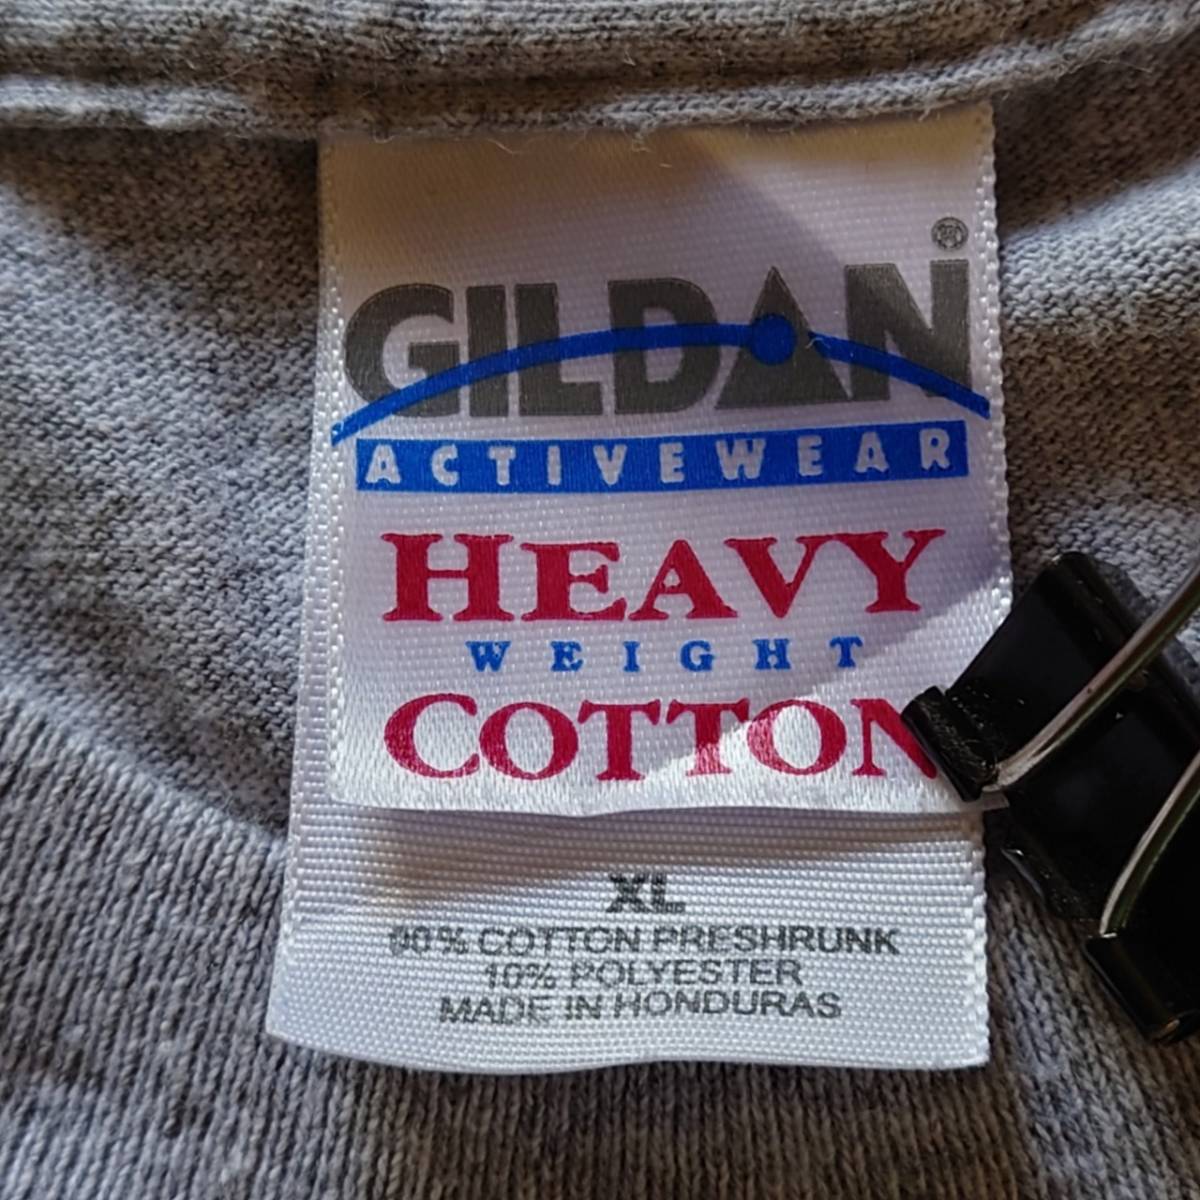 GILDAN®
ACTIVEWEAR
HEAVY
WEIGHT
COTTON
XL
90% COTTON PRESHRUNK
10% POLYESTER
MADE IN HONDURAS